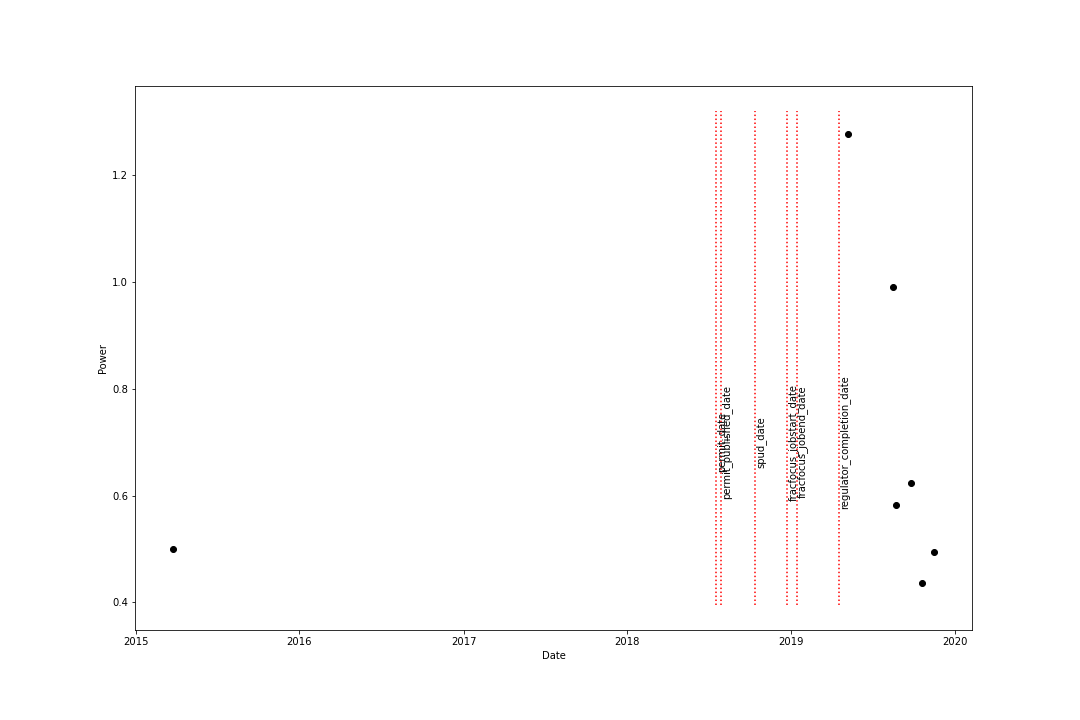 1.2
1.0
0.8
0.6
0.4
Power
permit_date
permit_published_date
spud_date
fracfocus_jobstart_date
fracfocus_jobend_date
regulator_completion_date
2015
2016
2017
2018
2019
2020
Date